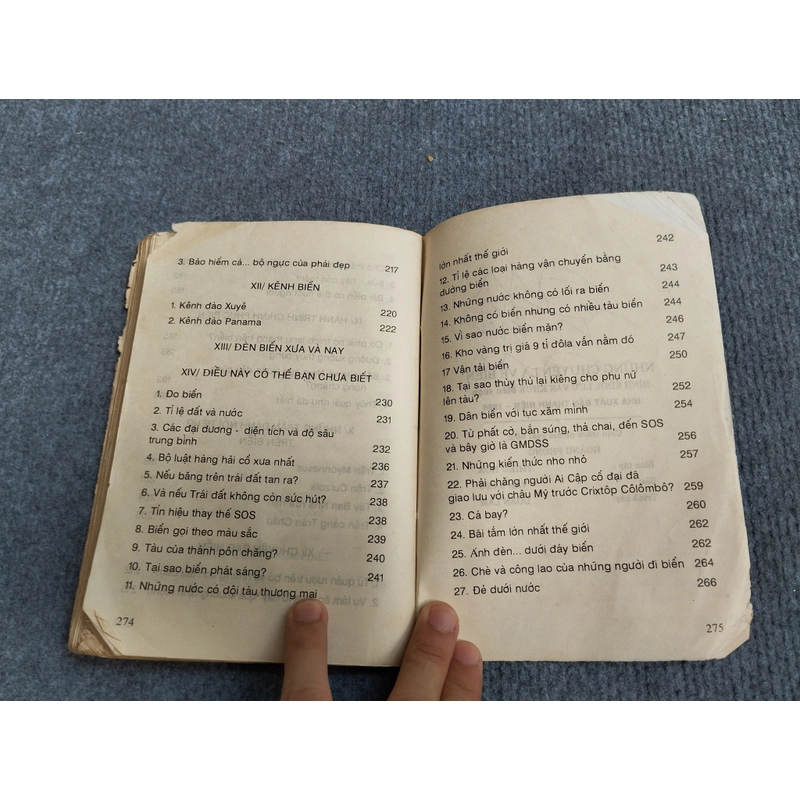 3. Bảo hiểm cả... bộ ngực của phái đẹp 217
XII/ KÊNH BIỂN
1. Kênh đảo Xuyê 220
2. Kênh đảo Panama 222
XIII/ ĐÈN BIỂN XƯA VÀ NAY
XIV/ ĐIỀU NÀY CÓ THỂ BẠN CHƯA BIẾT
1. Đo biển 230
2. Tỉ lệ đất và nước 231
3. Các đại dương - diện tích và độ sâu
trung bình 232
4. Bộ luật hàng hải cổ xưa nhất 236
5. Nếu băng trên trái đất tan ra? 237
6. Và nếu Trái đất không còn sức hút? 238
7. Tín hiệu thay thế SOS 238
8. Biển gọi theo màu sắc 239
9. Tàu của thánh pôn chăng? 240
10. Tại sao biển phát sáng? 241
11. Những nước có dội tàu thương mại
274
lớn nhất thế giới 242
12. Tỉ lệ các loại hàng vận chuyển bằng
đường biển 243
13. Những nước không có lối ra biển 244
14. Không có biển nhưng có nhiều tàu biển 244
15. Vì sao nước biển mặn? 246
16. Kho vàng trị giá 9 tỉ đôla vẫn nằm đó 247
17 Vận tải biển 250
18. Tại sao thủy thủ lại kiêng cho phụ nữ
lên tàu? 252
19. Dân biển với tục xăm mình 254
20. Từ phất cờ, bắn súng, thả chai, đến SOS
và bây giờ là GMDSS 256
21. Những kiến thức nho nhỏ 257
22. Phải chăng người Ai Cập cổ đại đã
giao lưu với châu Mỹ trước Crixtôp Côlômbô? 259
23. Cá bay? 260
24. Bãi tắm lớn nhất thế giới 262
25. Ánh đèn... dưới đáy biển 262
26. Chè và công lao của những người đi biển 264
27. Đẻ dưới nước 266
275